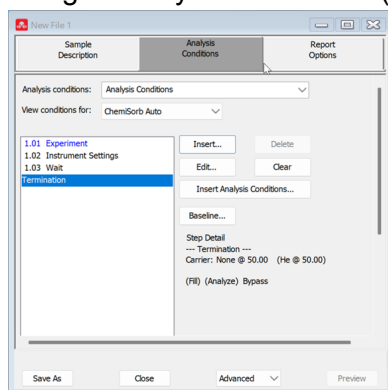 New File 1
Sample
Description
Analysis
Conditions
Report
Options
Analysis conditions: Analysis Conditions
View conditions for: ChemiSorb Auto
1.01 Experiment
1.02 Instrument Settings
1.03 Wait
Termination
Insert... Delete
Edit... Clear
Insert Analysis Conditions...
Baseline...
Step Detail
--- Termination ---
Carrier: None @ 50.00 (He @ 50.00)
(Fill) (Analyze) Bypass
Save As Close Advanced Preview